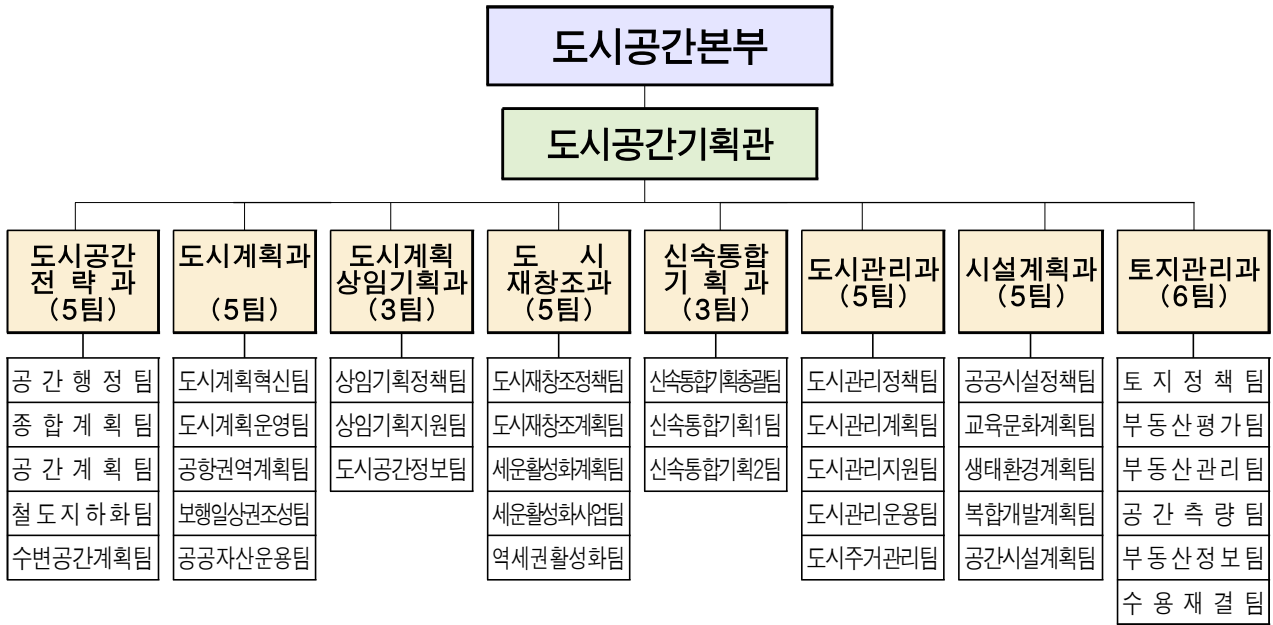 도시공간본부
도시공간기획관
도시공간
전 략 과
(5팀)
공 간 행 정 팀
종 합 계 획 팀
공 간 계 획 팀
철도지하화팀
수변공간계획팀
도시계획과
(5팀)
도시계획혁신팀
도시계획운영팀
공항권역계획팀
보행일상권조성팀
공공자산운용팀
도시계획
상임기획과
(3팀)
상임기획정책팀
상임기획지원팀
도시공간정보팀
도 시
재창조과
(5팀)
도시재창조정책팀
도시재창조계획팀
세운활성화계획팀
세운활성화사업팀
역세권활성화팀
신속통합
기 획 과
(3팀)
신속통합기획총괄팀
신속통합기획1팀
신속통합기획2팀
도시관리과
(5팀)
도시관리정책팀
도시관리계획팀
도시관리지원팀
도시관리운용팀
도시주거관리팀
시설계획과
(5팀)
공공시설정책팀
교육문화계획팀
생태환경계획팀
복합개발계획팀
공간시설계획팀
토지관리과
(6팀)
토 지 정 책 팀
부동산평가팀
부동산관리팀
공 간 측 량 팀
부동산정보팀
수 용 재 결 팀